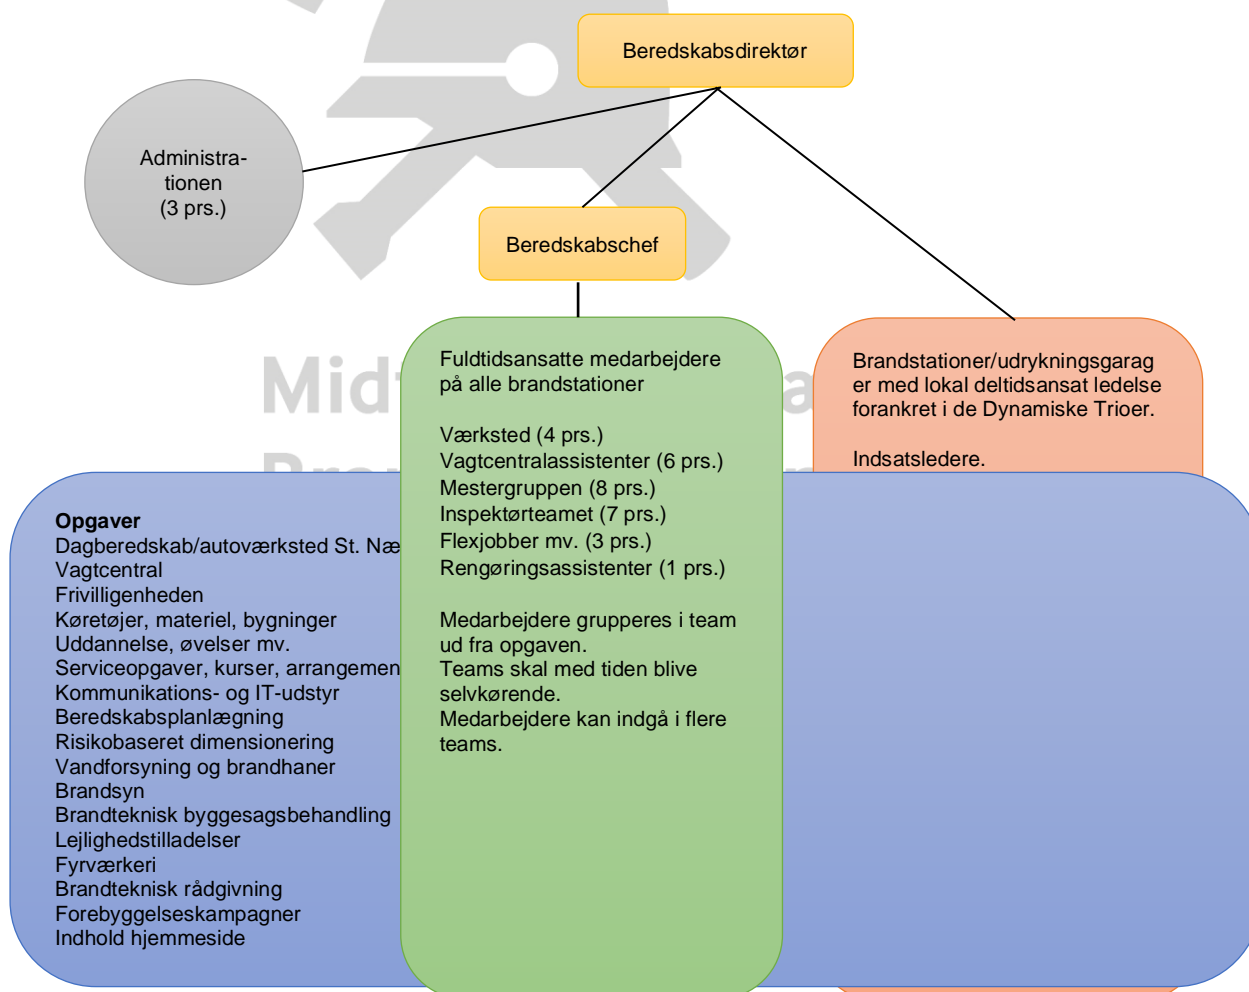 Beredskabsdirektør
Administra-
tionen
(3 prs.)
Beredskabschef
Fuldtidsansatte medarbejdere
på alle brandstationer
Værksted (4 prs.)
Vagtcentralassistenter (6 prs.)
Mestergruppen (8 prs.)
Inspektørteamet (7 prs.)
Flexjobber mv. (3 prs.)
Rengøringsassistenter (1 prs.)
Medarbejdere grupperes i team
ud fra opgaven.
Teams skal med tiden blive
selvkørende.
Medarbejdere kan indgå i flere
teams.
Brandstationer/udrykningsgarag
er med lokal deltidsansat ledelse
forankret i de Dynamiske Trioer.
Indsatsledere.
Opgaver
Dagberedskab/autoværksted St. Næ
Vagtcentral
Frivilligenheden
Køretøjer, materiel, bygninger
Uddannelse, øvelser mv.
Serviceopgaver, kurser, arrangemen
Kommunikations- og IT-udstyr
Beredskabsplanlægning
Risikobaseret dimensionering
Vandforsyning og brandhaner
Brandsyn
Brandteknisk byggesagsbehandling
Lejlighedstilladelser
Fyrværkeri
Brandteknisk rådgivning
Forebyggelseskampagner
Indhold hjemmeside